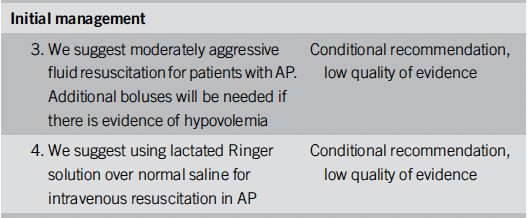 Initial management
3. We suggest moderately aggressive
fluid resuscitation for patients with AP.
Additional boluses will be needed if
there is evidence of hypovolemia
Conditional recommendation,
low quality of evidence
4. We suggest using lactated Ringer
solution over normal saline for
intravenous resuscitation in AP
Conditional recommendation,
low quality of evidence